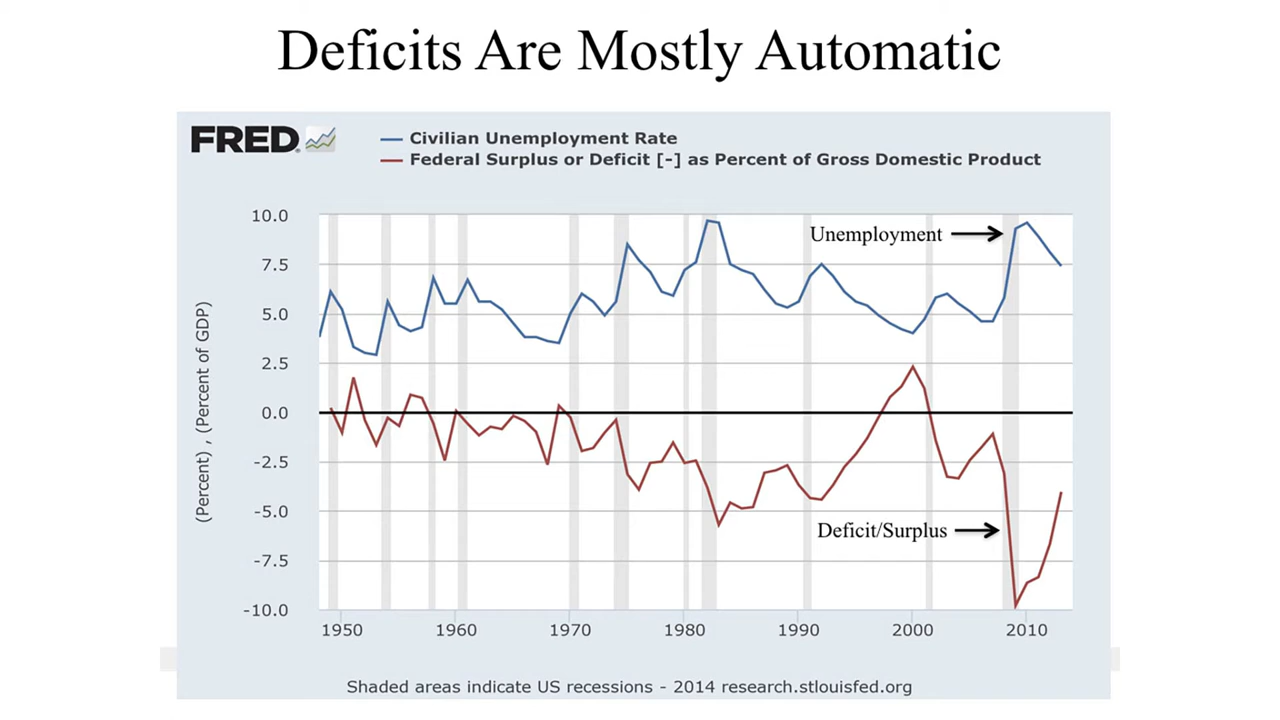 Deficits Are Mostly Automatic
FRED
Civilian Unemployment Rate
Federal Surplus or Deficit [-] as Percent of Gross Domestic Product
(Percent) , (Percent of GDP)
10.0
7.5
5.0
2.5
0.0
-2.5
-5.0
-7.5
-10.0
Unemployment
Deficit/Surplus
1950 1960 1970 1980 1990 2000 2010
Shaded areas indicate US recessions - 2014 research.stlouisfed.org